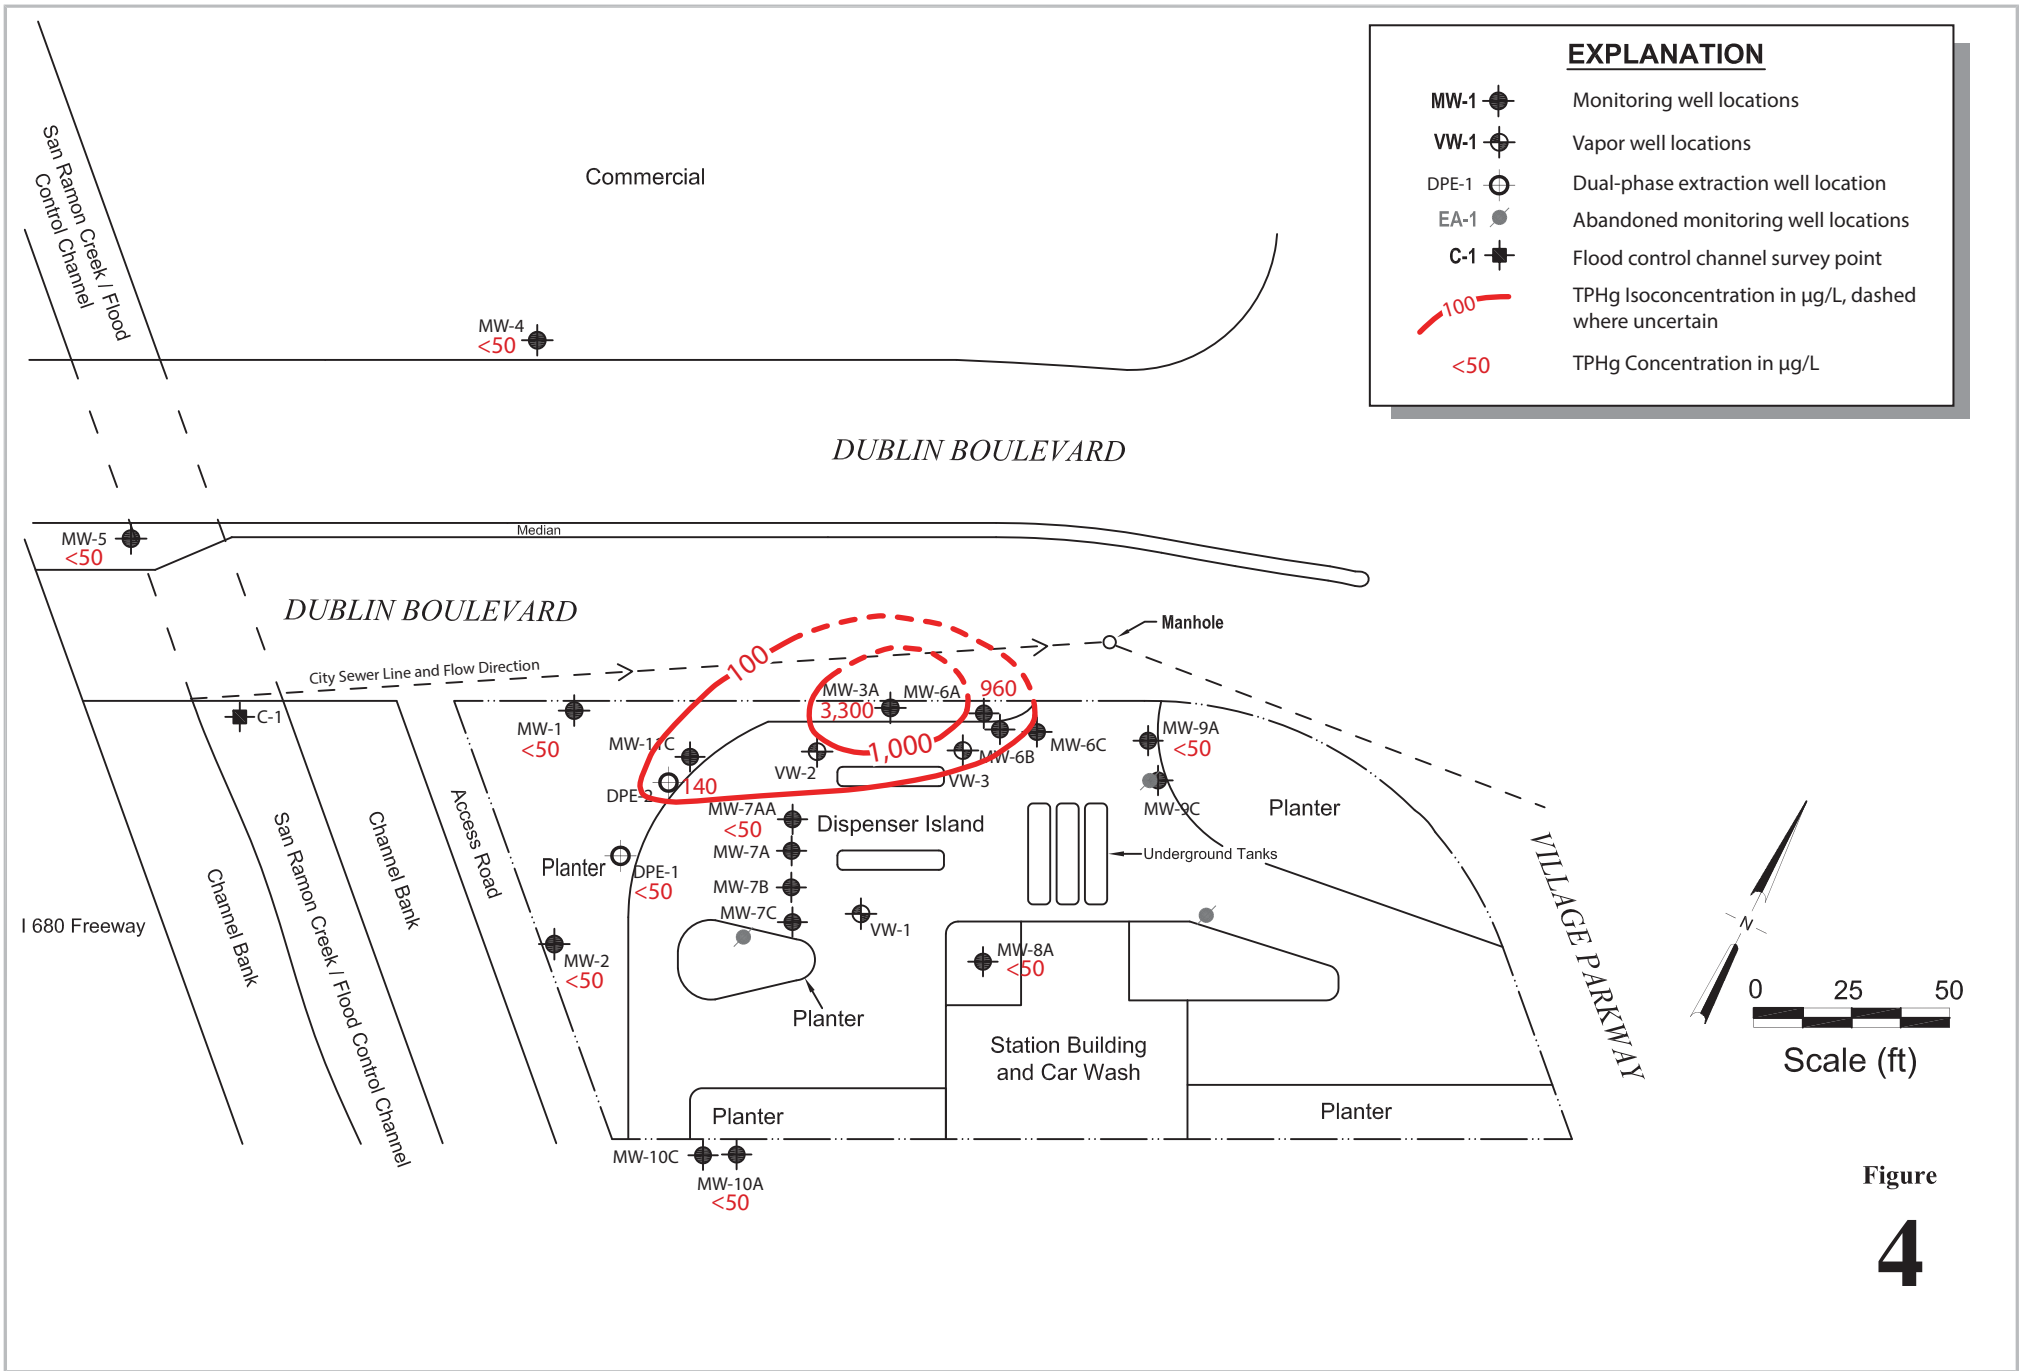 EXPLANATION
MW-1 Monitoring well locations
VW-1 Vapor well locations
DPE-1 Dual-phase extraction well location
EA-1 Abandoned monitoring well locations
C-1 Flood control channel survey point
100 TPHg Isoconcentration in µg/L, dashed
where uncertain
<50 TPHg Concentration in µg/L
San Ramon Creek / Flood
Control Channel
Commercial
MW-4
<50
DUBLIN BOULEVARD
Median
MW-5
<50
DUBLIN BOULEVARD
Manhole
City Sewer Line and Flow Direction
100
MW-3A
3,300
MW-6A
960
1,000
C-1
MW-1
<50
MW-11C
VW-2
VW-3
MW-6B
MW-6C
MW-9A
<50
DPE-2
140
MW-9C
MW-7AA
<50
Dispenser Island
Planter
MW-7A
Underground Tanks
Planter
DPE-1
<50
MW-7B
MW-7C
VW-1
MW-8A
<50
MW-2
<50
Planter
Access Road
Channel Bank
San Ramon Creek / Flood Control Channel
Channel Bank
I 680 Freeway
Station Building
and Car Wash
Planter
Planter
MW-10C
MW-10A
<50
VILLAGE PARKWAY
N
0 25 50
Scale (ft)
Figure
4